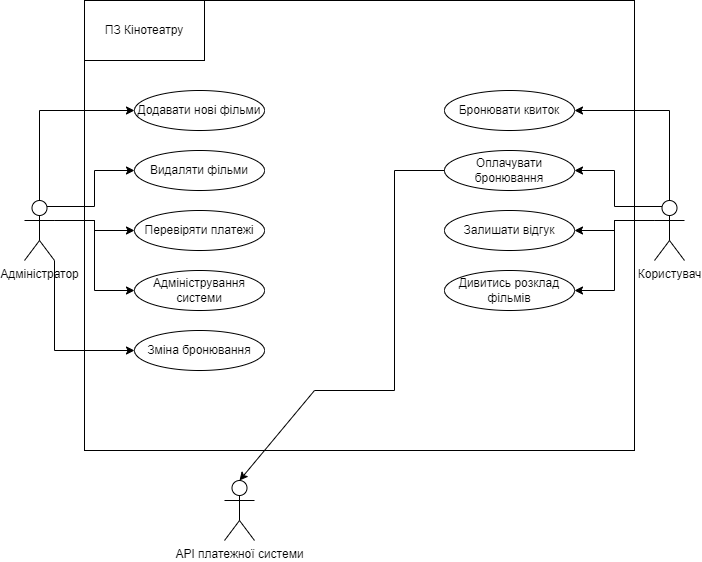 ПЗ Кінотеатру
Додавати нові фільми
Видаляти фільми
Перевіряти платежі
Адміністрування
системи
Зміна бронювання
Бронювати квиток
Оплачувати
бронювання
Залишати відгук
Дивитись розклад
фільмів
Адміністратор
Користувач
API платежної системи